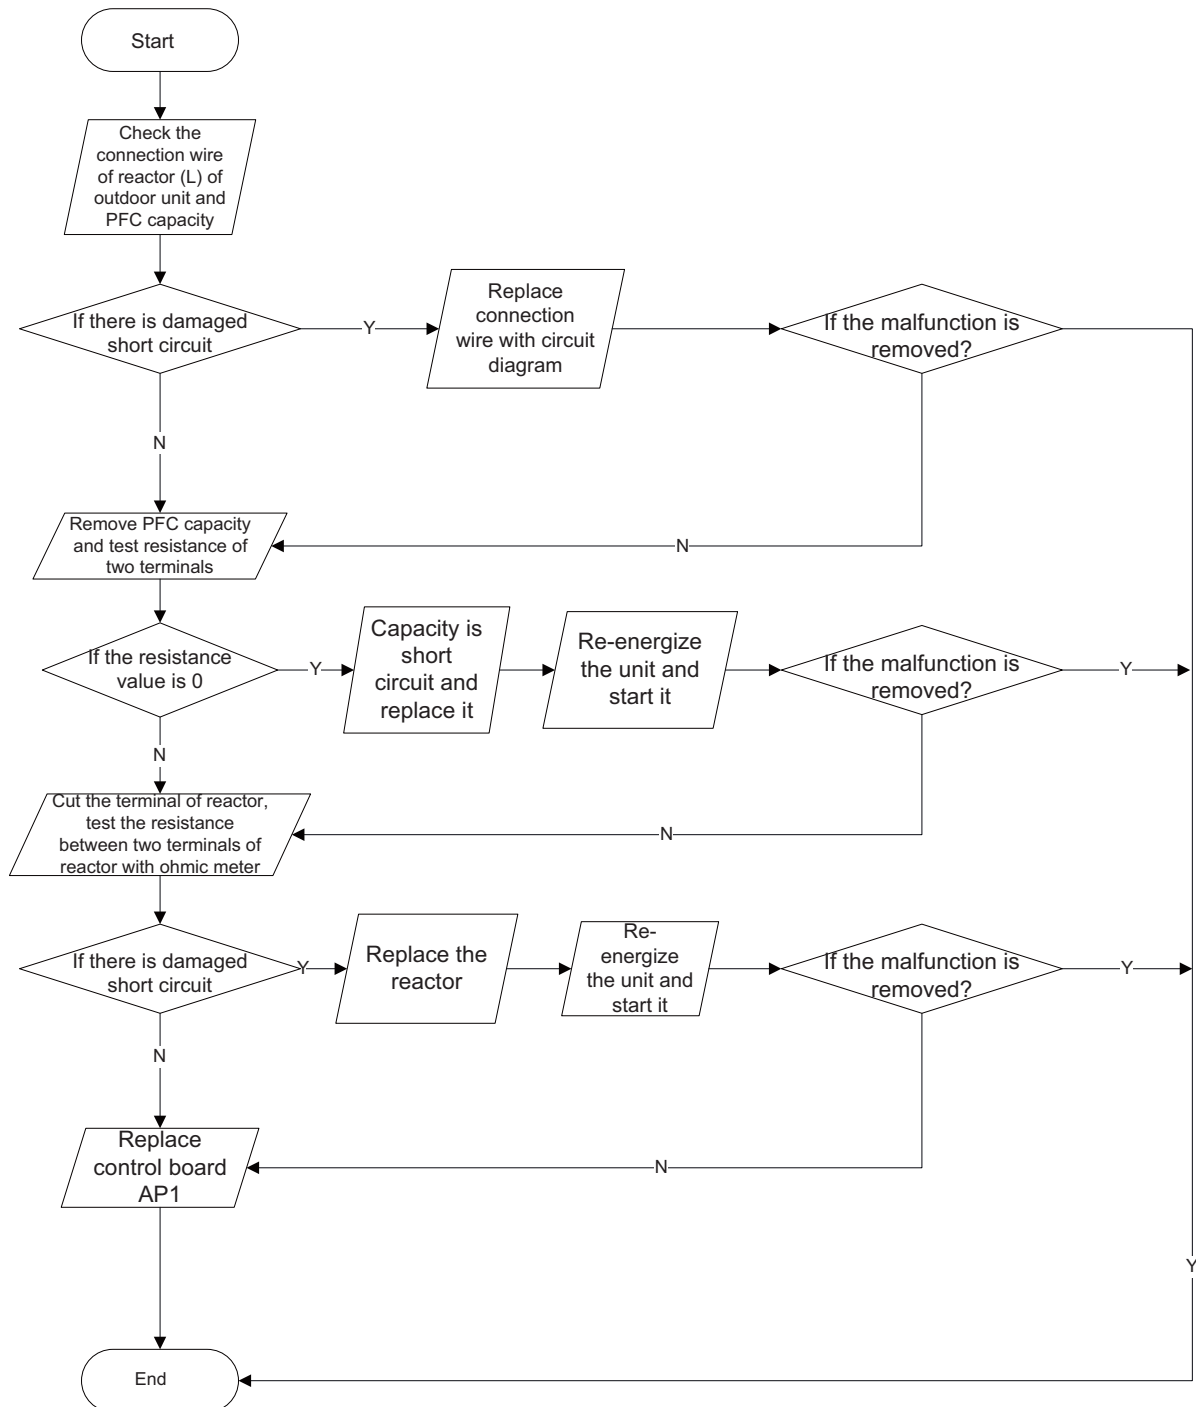 Start
Check the
connection wire
of reactor (L) of
outdoor unit and
PFC capacity
If there is damaged
short circuit
Y
Replace
connection
wire with circuit
diagram
If the malfunction is
removed?
N
Remove PFC capacity
and test resistance of
two terminals
N
If the resistance
value is 0
Y
Capacity is
short
circuit and
replace it
Re-energize
the unit and
start it
If the malfunction is
removed?
Y
N
Cut the terminal of reactor,
test the resistance
between two terminals of
reactor with ohmic meter
N
If there is damaged
short circuit
Y
Replace the
reactor
Re-
energize
the unit and
start it
If the malfunction is
removed?
Y
N
Replace
control board
AP1
N
Y
End